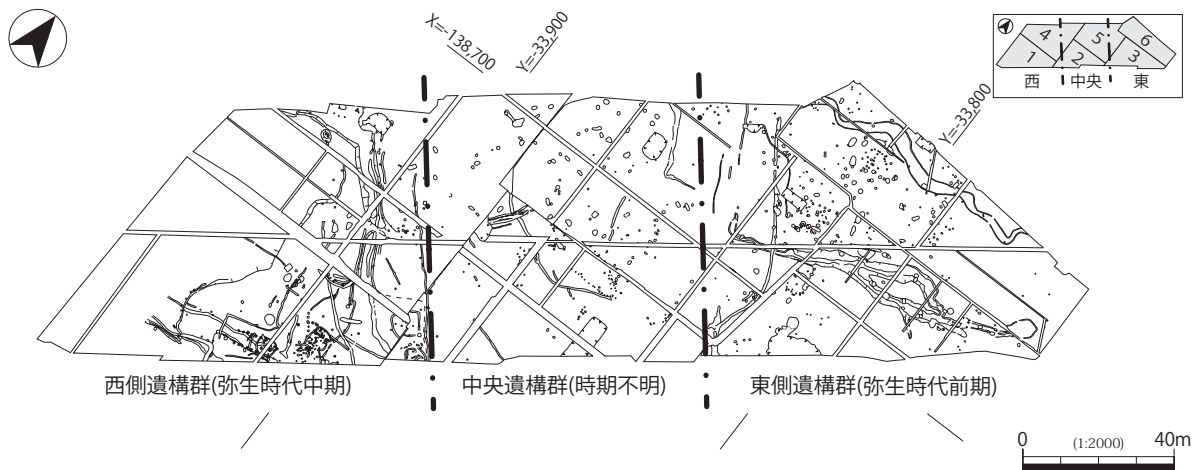 X=-138,700
Y=-33,900
Y=-33,800
4 5 6
1 2 3
西 中央 東
西側遺構群(弥生時代中期) 中央遺構群(時期不明) 東側遺構群(弥生時代前期)
0 (1:2000) 40m